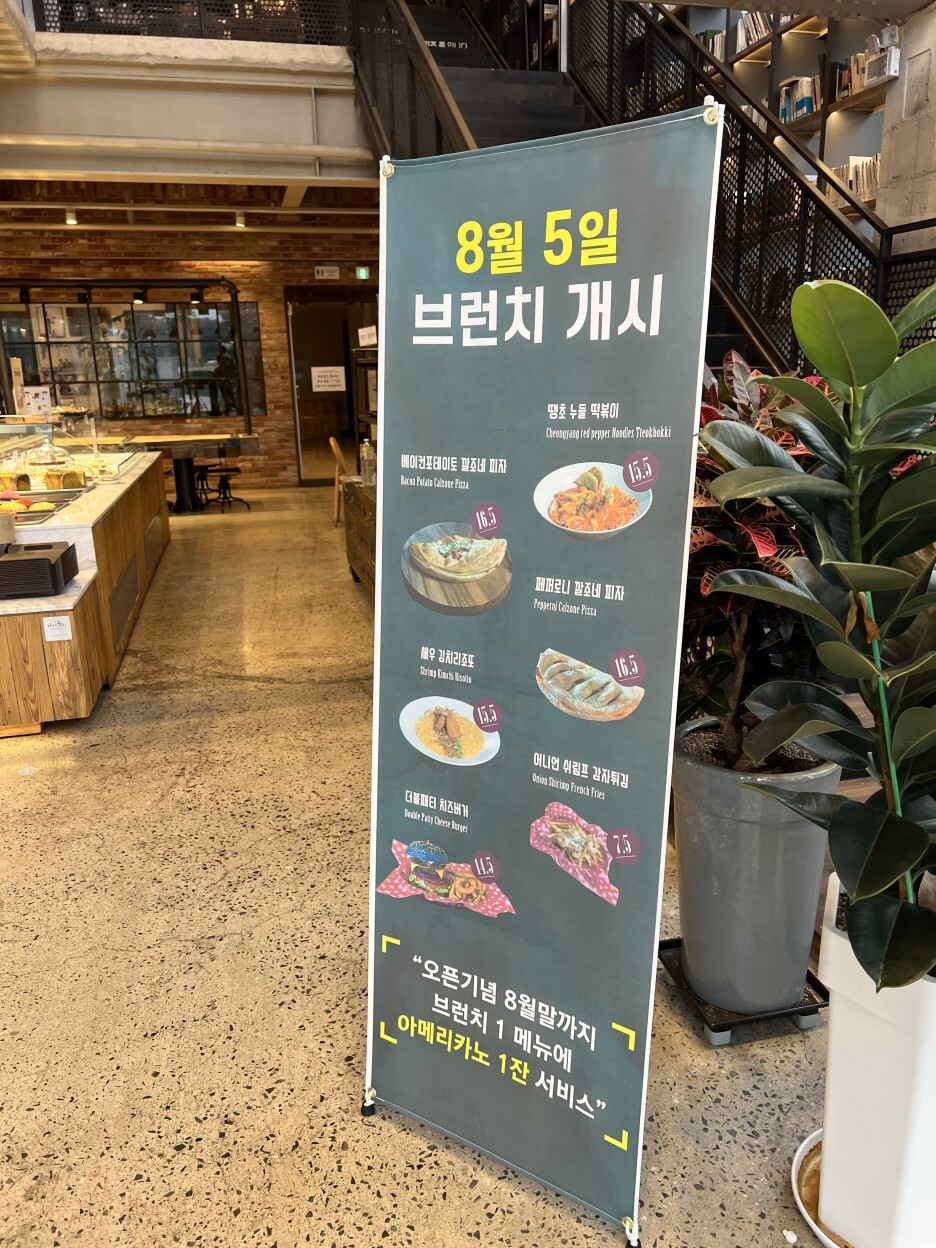 8월 5일
브런치 개시
땡초 누들 떡볶이
Cheongyang red pepper Noodles Tteokbokki
15.5
베이컨포테이토 깔조네 피자
Bacon Potato Calzone Pizza
16.5
페퍼로니 깔조네 피자
Pepperni Calzone Pizza
16.5
새우 김치리조또
Shrimp Kimchi Risotto
15.5
어니언 쉬림프 감자튀김
Onion Shirimp French Fries
7.5
더블패티 치즈버거
Double Patty Cheese Burger
14.5
“오픈기념 8월말까지
브런치 1 메뉴에
아메리카노 1잔 서비스”